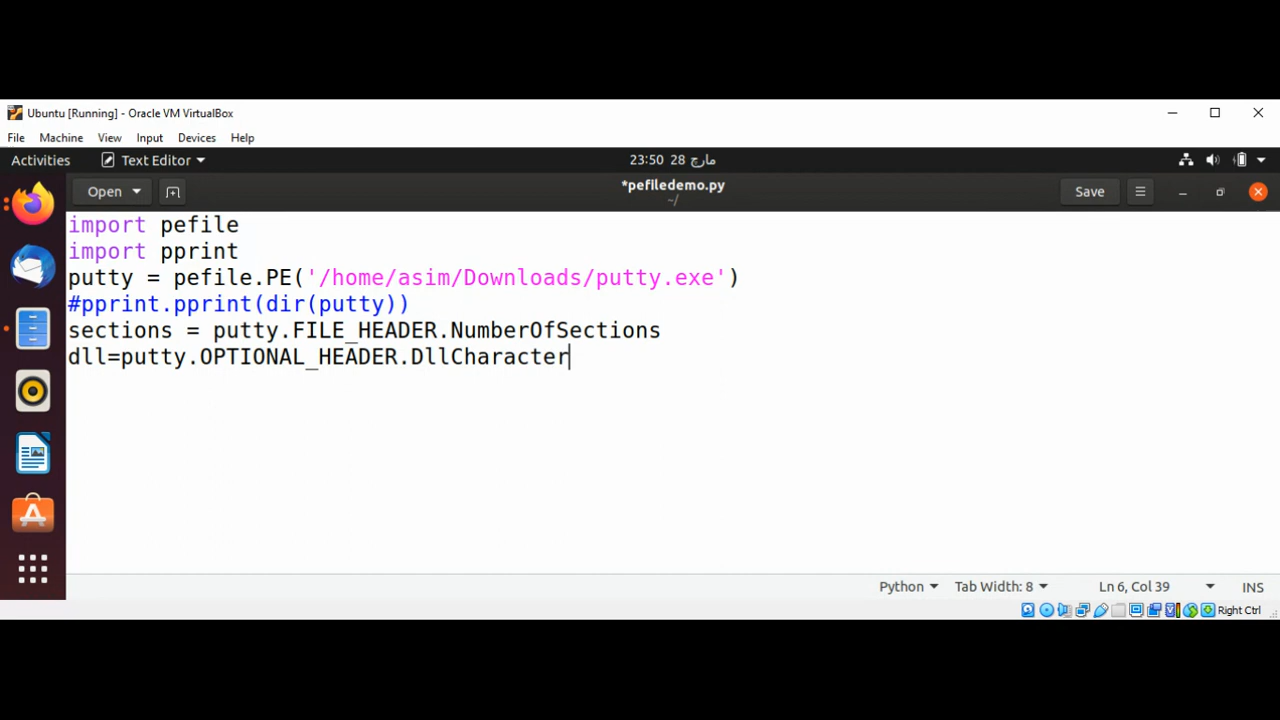 Ubuntu [Running] - Oracle VM VirtualBox
File Machine View Input Devices Help
Activities Text Editor 23:50 28 مارچ
Open *pefiledemo.py Save
~/
import pefile
import pprint
putty = pefile.PE('/home/asim/Downloads/putty.exe')
#pprint.pprint(dir(putty))
sections = putty.FILE_HEADER.NumberOfSections
dll=putty.OPTIONAL_HEADER.DllCharacter
Python Tab Width: 8 Ln 6, Col 39 INS
Right Ctrl